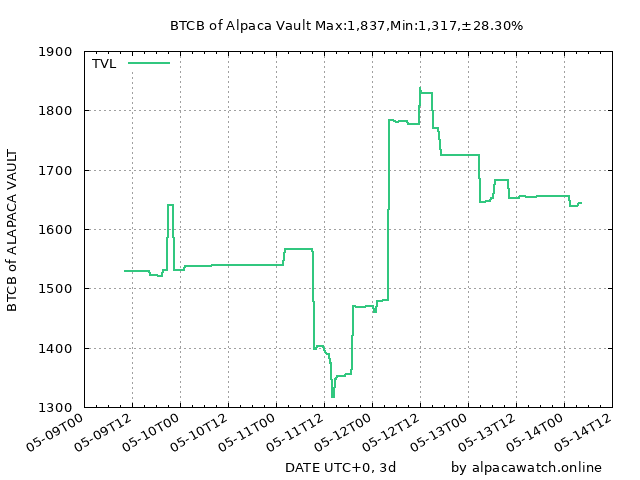 BTCB of Alpaca Vault Max:1,837,Min:1,317,±28.30%
TVL
BTCB of ALAPACA VAULT
1900
1800
1700
1600
1500
1400
1300
05-09T00
05-09T12
05-10T00
05-10T12
05-11T00
05-11T12
05-12T00
05-12T12
05-13T00
05-13T12
05-14T00
05-14T12
DATE UTC+0, 3d
by alpacawatch.online